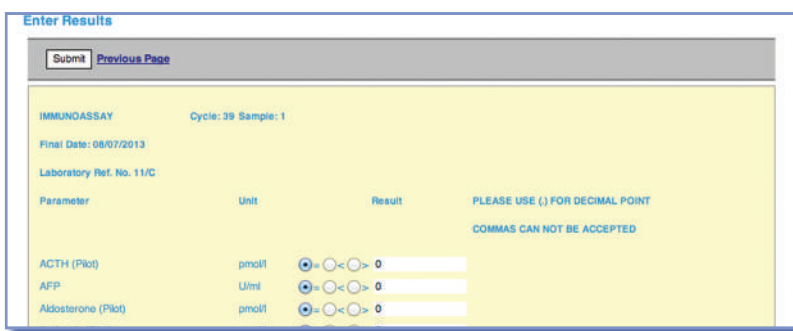 Enter Results
Submit Previous Page
IMMUNOASSAY Cycle: 39 Sample: 1
Final Date: 08/07/2013
Laboratory Ref. No. 11/C
Parameter Unit Result PLEASE USE (.) FOR DECIMAL POINT
COMMAS CAN NOT BE ACCEPTED
ACTH (Pilot) pmol/l = < > 0
AFP U/ml = < > 0
Aldosterone (Pilot) pmol/l = < > 0